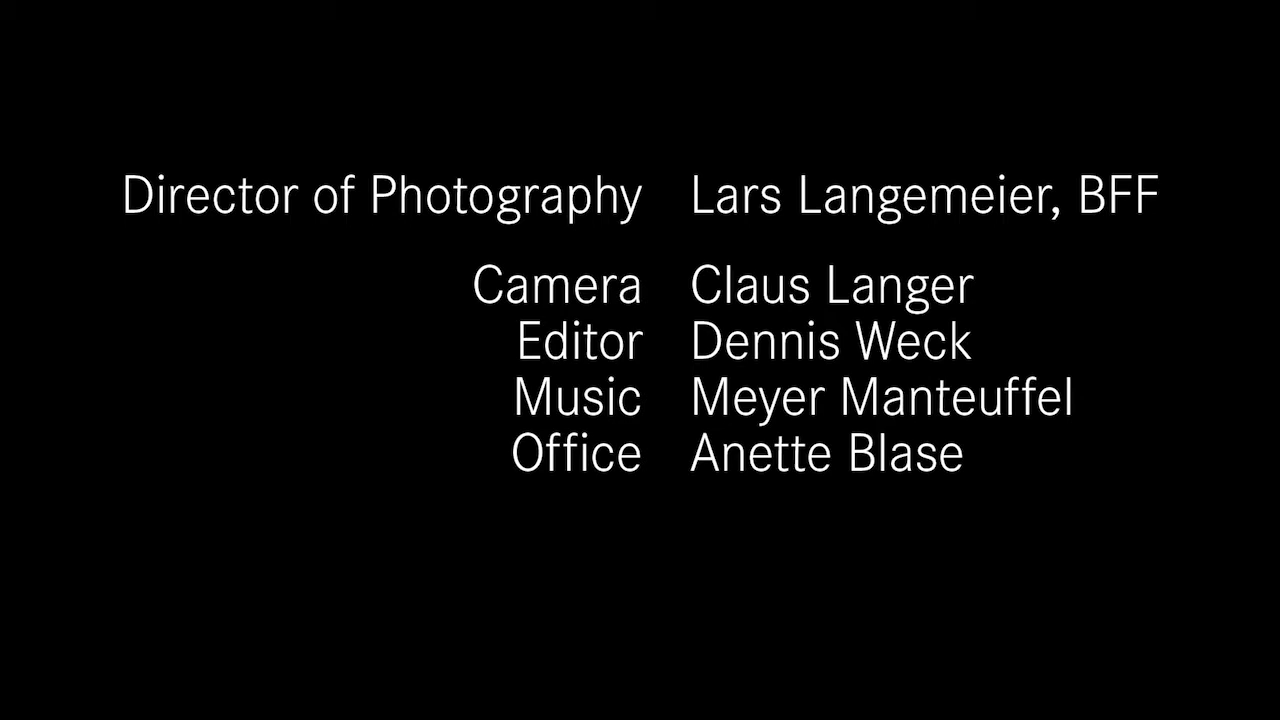 Director of Photography Lars Langemeier, BFF
Camera Claus Langer
Editor Dennis Weck
Music Meyer Manteuffel
Office Anette Blase